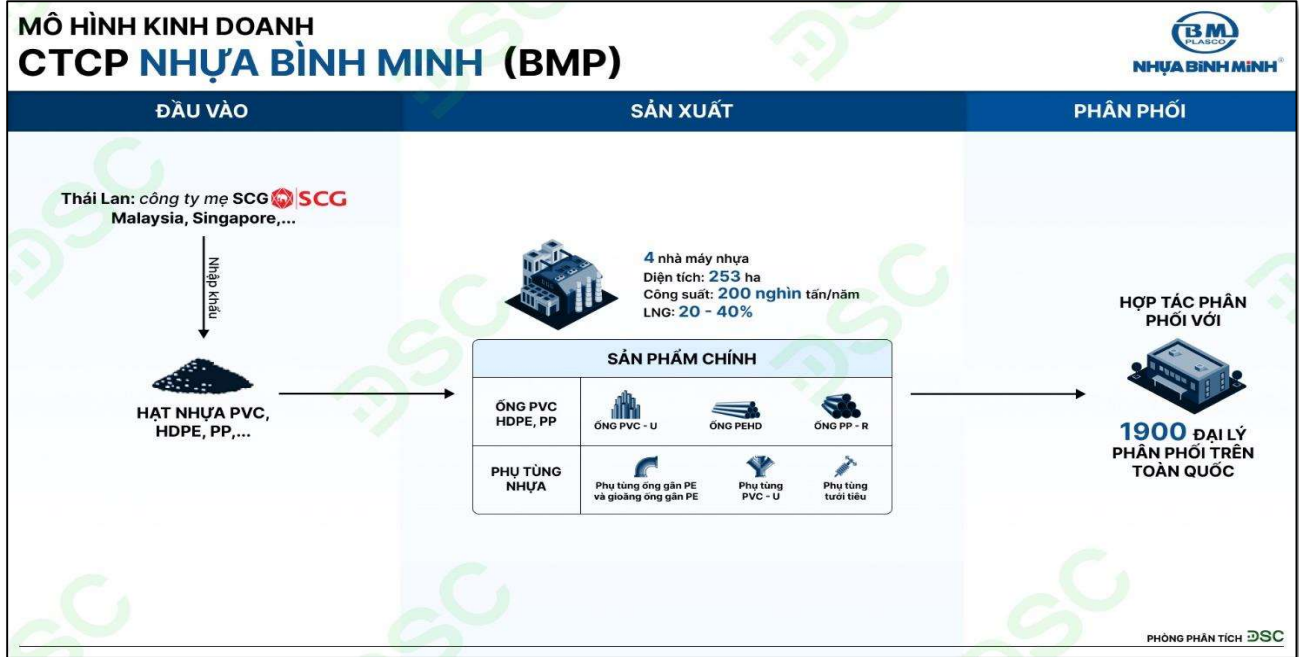 MÔ HÌNH KINH DOANH
CTCP NHỰA BÌNH MINH (BMP)
BM
PLASCO
NHỰA BÌNH MINH®
ĐẦU VÀO
SẢN XUẤT
PHÂN PHỐI
Thái Lan: công ty mẹ SCG SCG
Malaysia, Singapore,...
Nhập khẩu
HẠT NHỰA PVC,
HDPE, PP,...
4 nhà máy nhựa
Diện tích: 253 ha
Công suất: 200 nghìn tấn/năm
LNG: 20 - 40%
SẢN PHẨM CHÍNH
ỐNG PVC
HDPE, PP
ỐNG PVC - U
ỐNG PEHD
ỐNG PP - R
PHỤ TÙNG
NHỰA
Phụ tùng ống gân PE
và gioăng ống gân PE
Phụ tùng
PVC - U
Phụ tùng
tưới tiêu
HỢP TÁC PHÂN
PHỐI VỚI
1900 ĐẠI LÝ
PHÂN PHỐI TRÊN
TOÀN QUỐC
PHÒNG PHÂN TÍCH DSC